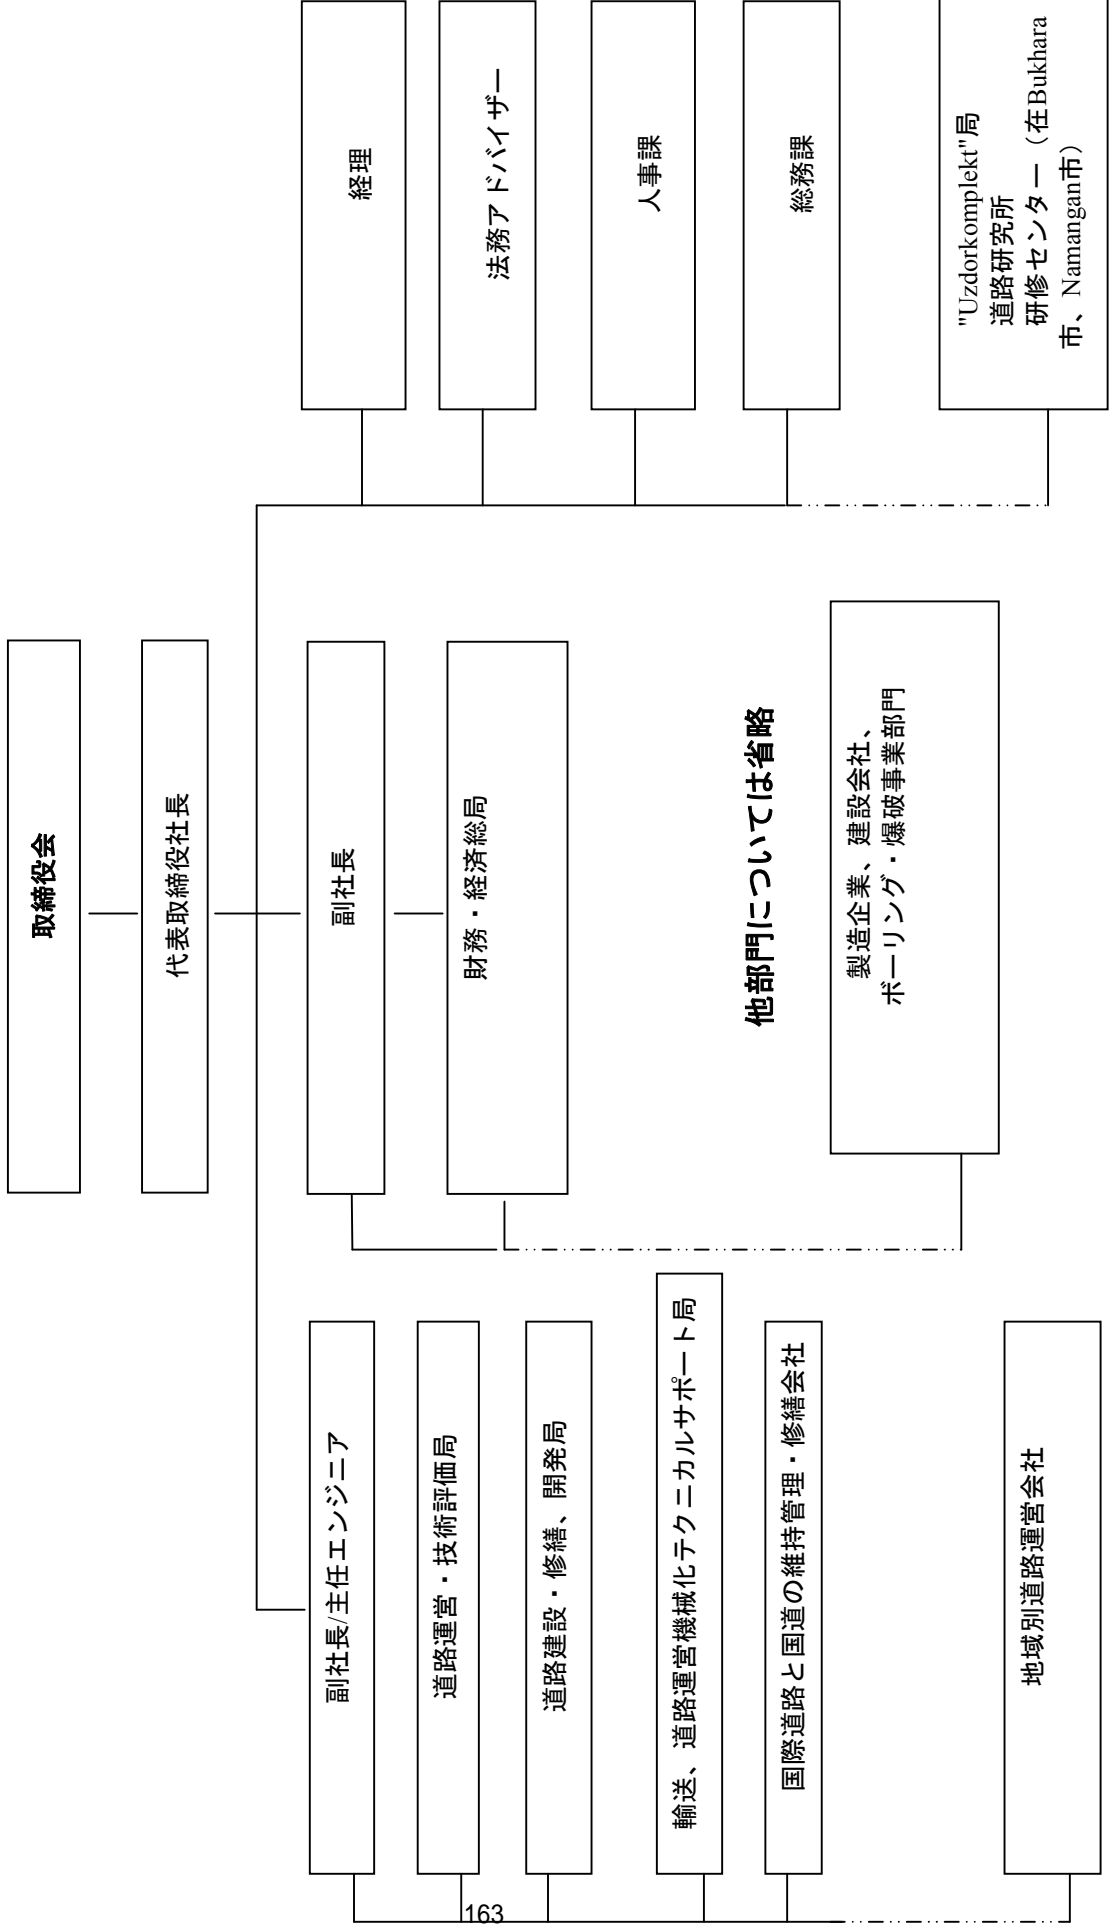 取締役会
代表取締役社長
副社長/主任エンジニア
道路運営・技術評価局
道路建設・修繕、開発局
輸送、道路運営機械化テクニカルサポート局
国際道路と国道の維持管理・修繕会社
地域別道路運営会社
副社長
財務・経済総局
他部門については省略
製造企業、建設会社、
ボーリング・爆破事業部門
経理
法務アドバイザー
人事課
総務課
"Uzdorkomplekt"局
道路研究所
研修センター（在Bukhara
市、Namangan市）
163